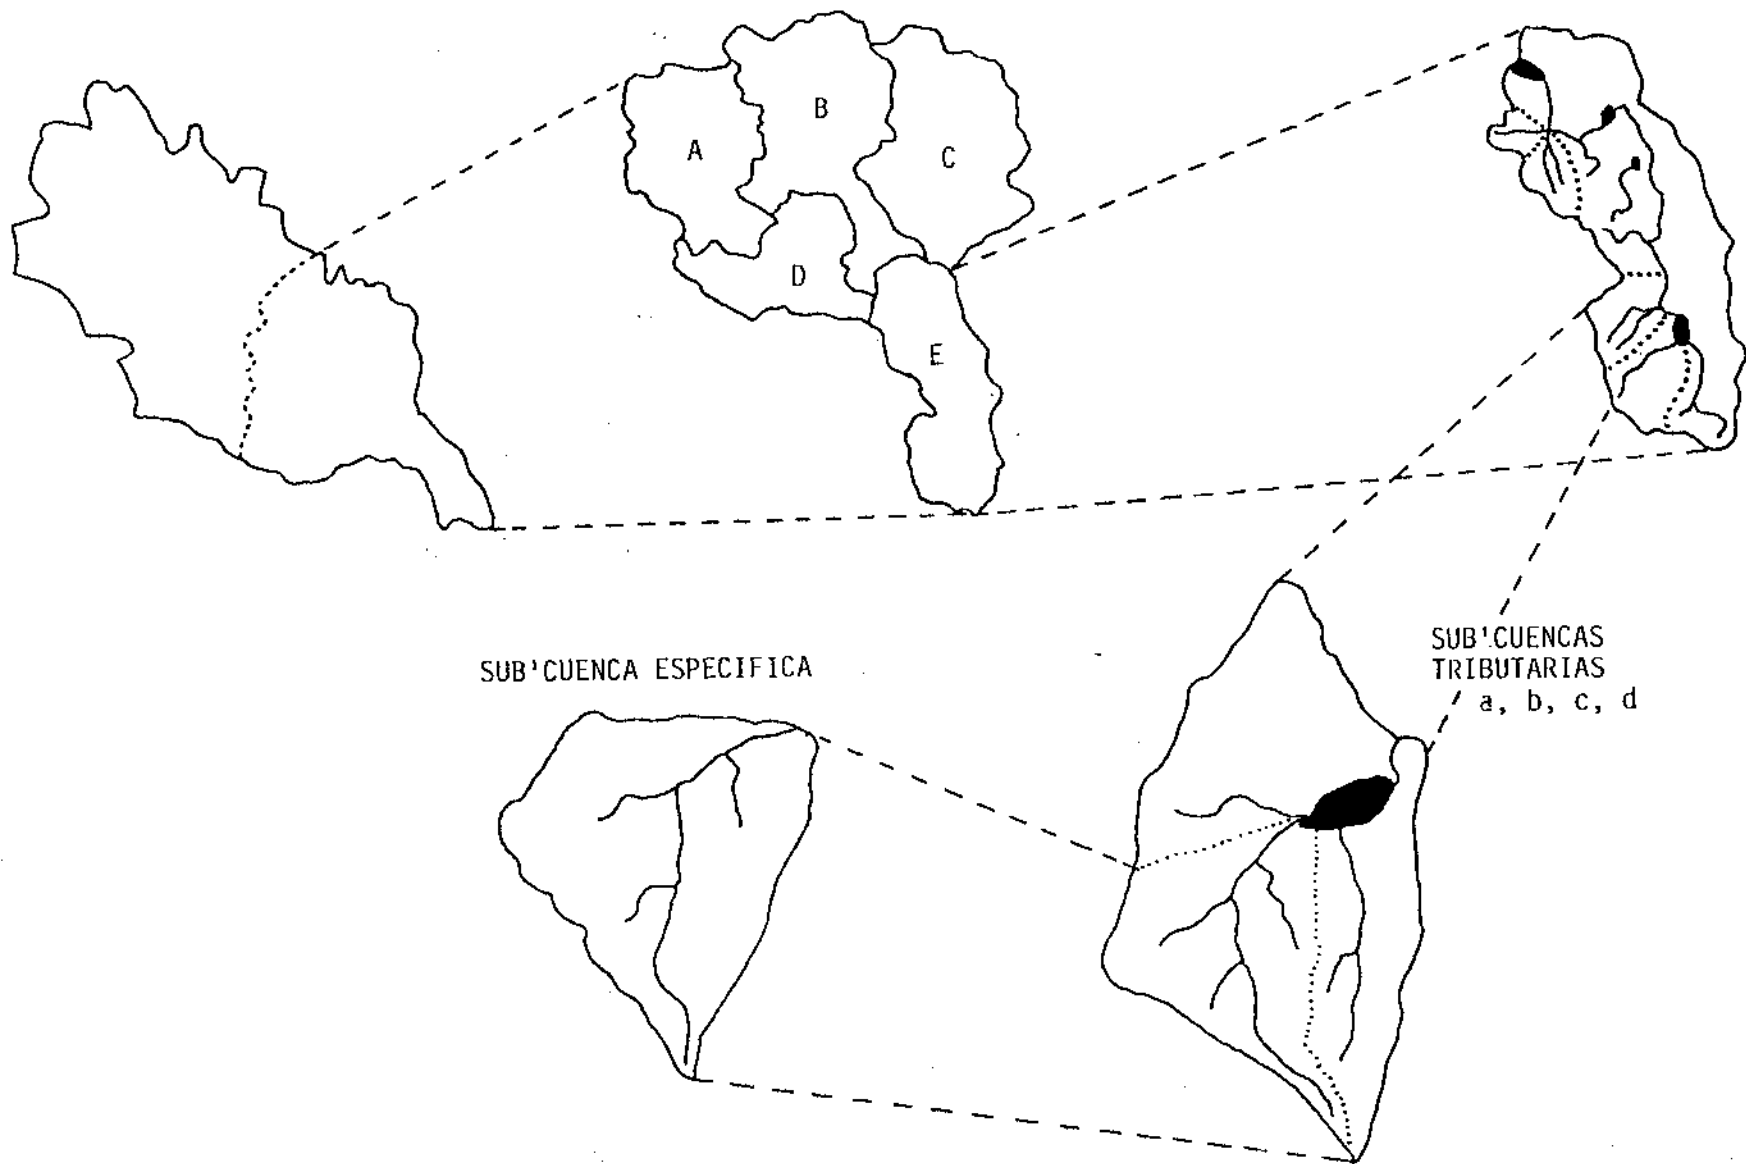 A
B
C
D
E
SUB'CUENCAS
TRIBUTARIAS
a, b, c, d
SUB'CUENCA ESPECIFICA